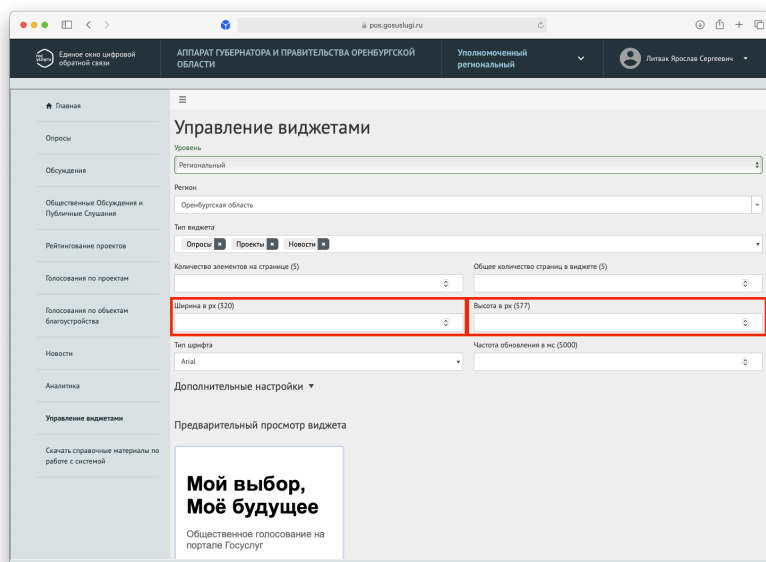 pos.gosuslugi.ru
гос
услуги
Единое окно цифровой
обратной связи
АППАРАТ ГУБЕРНАТОРА И ПРАВИТЕЛЬСТВА ОРЕНБУРГСКОЙ
ОБЛАСТИ
Уполномоченный
региональный
Литвак Ярослав Сергеевич
Главная
Опросы
Обсуждения
Общественные Обсуждения и
Публичные Слушания
Рейтингование проектов
Голосования по проектам
Голосования по объектам
благоустройства
Новости
Аналитика
Управление виджетами
Скачать справочные материалы по
работе с системой
Управление виджетами
Уровень
Региональный
Регион
Оренбургская область
Тип виджета
Опросы × Проекты × Новости ×
Количество элементов на странице (5)
Общее количество страниц в виджете (5)
Ширина в px (320)
Высота в px (577)
Тип шрифта
Arial
Частота обновления в мс (5000)
Дополнительные настройки ▼
Предварительный просмотр виджета
Мой выбор,
Моё будущее
Общественное голосование на
портале Госуслуг